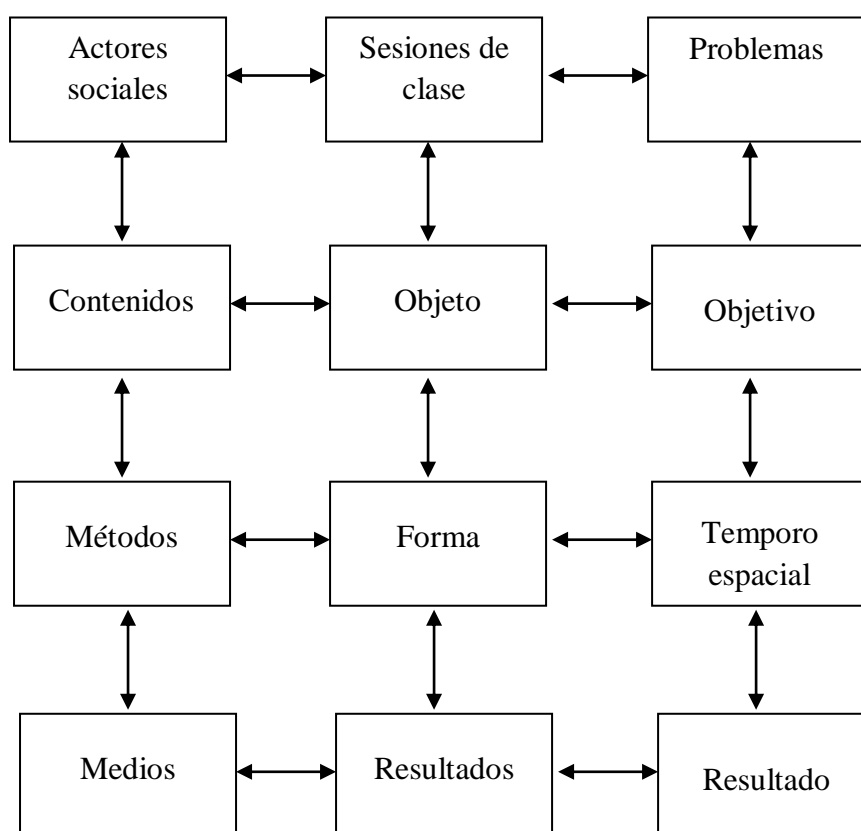 Actores
sociales
Sesiones de
clase
Problemas
Contenidos
Objeto
Objetivo
Métodos
Forma
Temporo
espacial
Medios
Resultados
Resultado